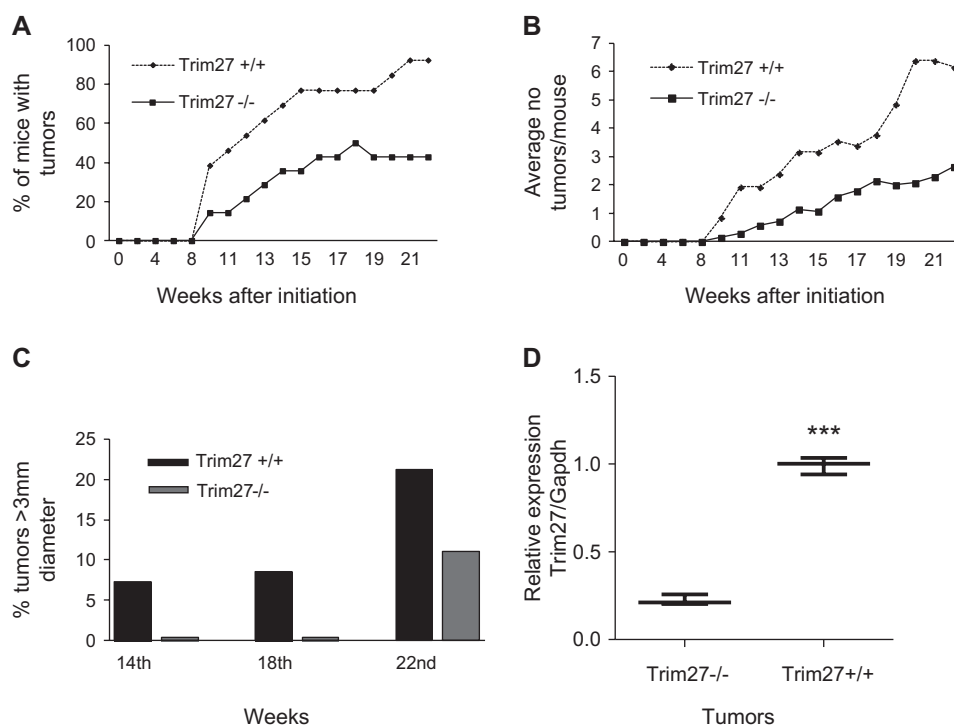 A
% of mice with
tumors
100
80
60
40
20
0
Trim27 +/+
Trim27 -/-
0 4 8 11 13 15 17 19 21
Weeks after initiation
B
Average no
tumors/mouse
7
6
5
4
3
2
1
0
Trim27 +/+
Trim27 -/-
0 4 8 11 13 15 17 19 21
Weeks after initiation
C
% tumors >3mm
diameter
25
20
15
10
5
0
Trim27 +/+
Trim27-/-
14th 18th 22nd
Weeks
D
Relative expression
Trim27/Gapdh
1.5
1.0
0.5
0.0
***
Trim27-/- Trim27+/+
Tumors